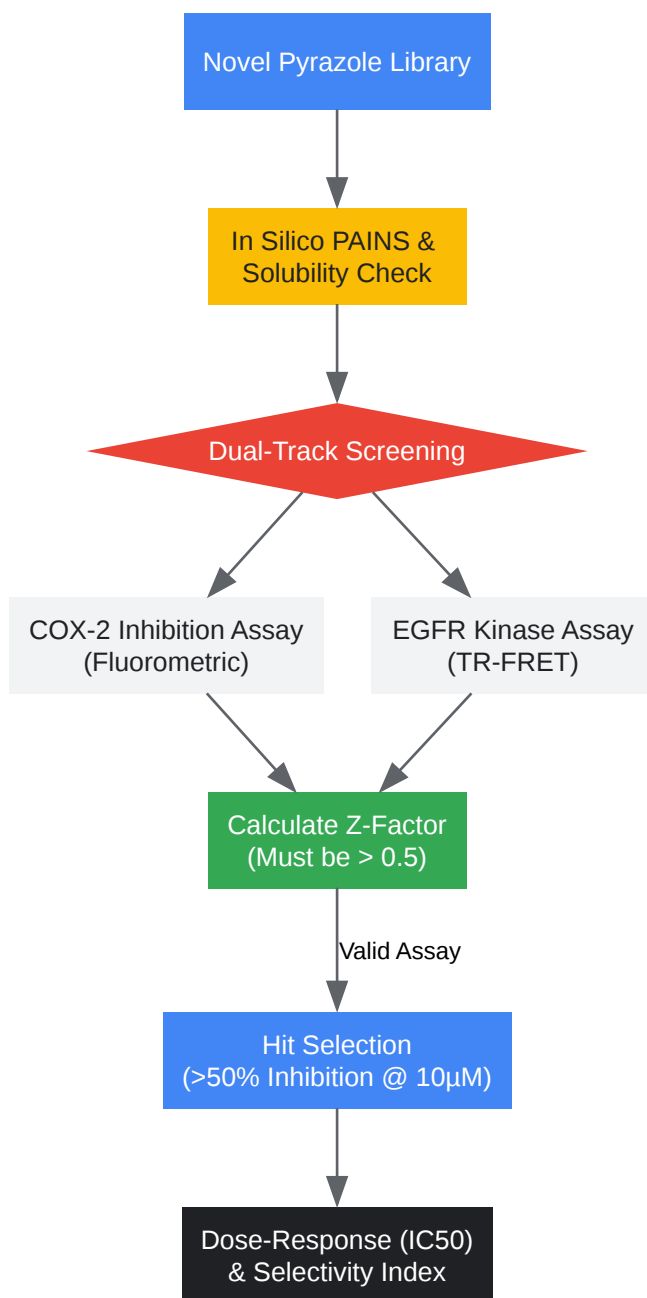 Novel Pyrazole Library
In Silico PAINS &
Solubility Check
Dual-Track Screening
COX-2 Inhibition Assay
(Fluorometric)
EGFR Kinase Assay
(TR-FRET)
Calculate Z-Factor
(Must be > 0.5)
Valid Assay
Hit Selection
(>50% Inhibition @ 10µM)
Dose-Response (IC50)
& Selectivity Index